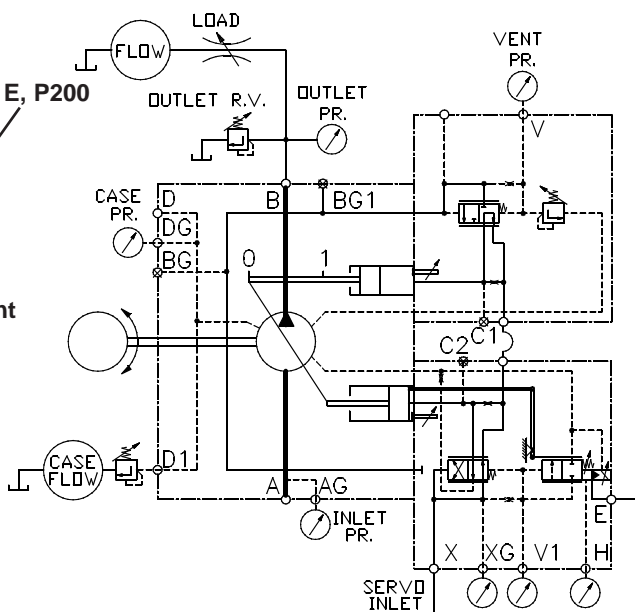 LOAD
FLOW
E, P200
VENT
PR.
OUTLET R.V.
OUTLET
PR.
V
CASE
PR.
D
B
BG1
DG
BG
0
1
nt
C1
C2
CASE
FLOW
D1
A
AG
E
INLET
PR.
X
XG
V1
H
SERVO
INLET